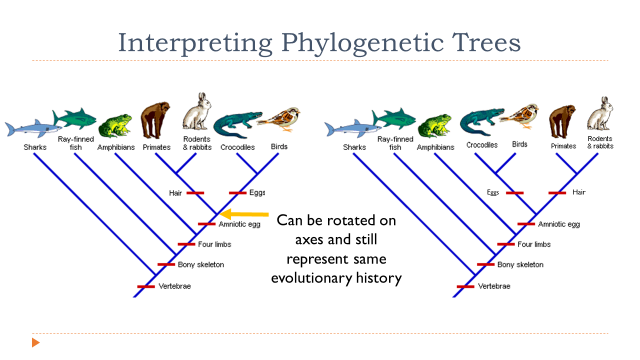 Interpreting Phylogenetic Trees
Sharks
Ray-finned
fish
Amphibians
Primates
Rodents
& rabbits
Crocodiles
Birds
Hair
Eggs
Amniotic egg
Four limbs
Bony skeleton
Vertebrae
Can be rotated on
axes and still
represent same
evolutionary history
Sharks
Ray-finned
fish
Amphibians
Crocodiles
Birds
Primates
Rodents
& rabbits
Eggs
Hair
Amniotic egg
Four limbs
Bony skeleton
Vertebrae